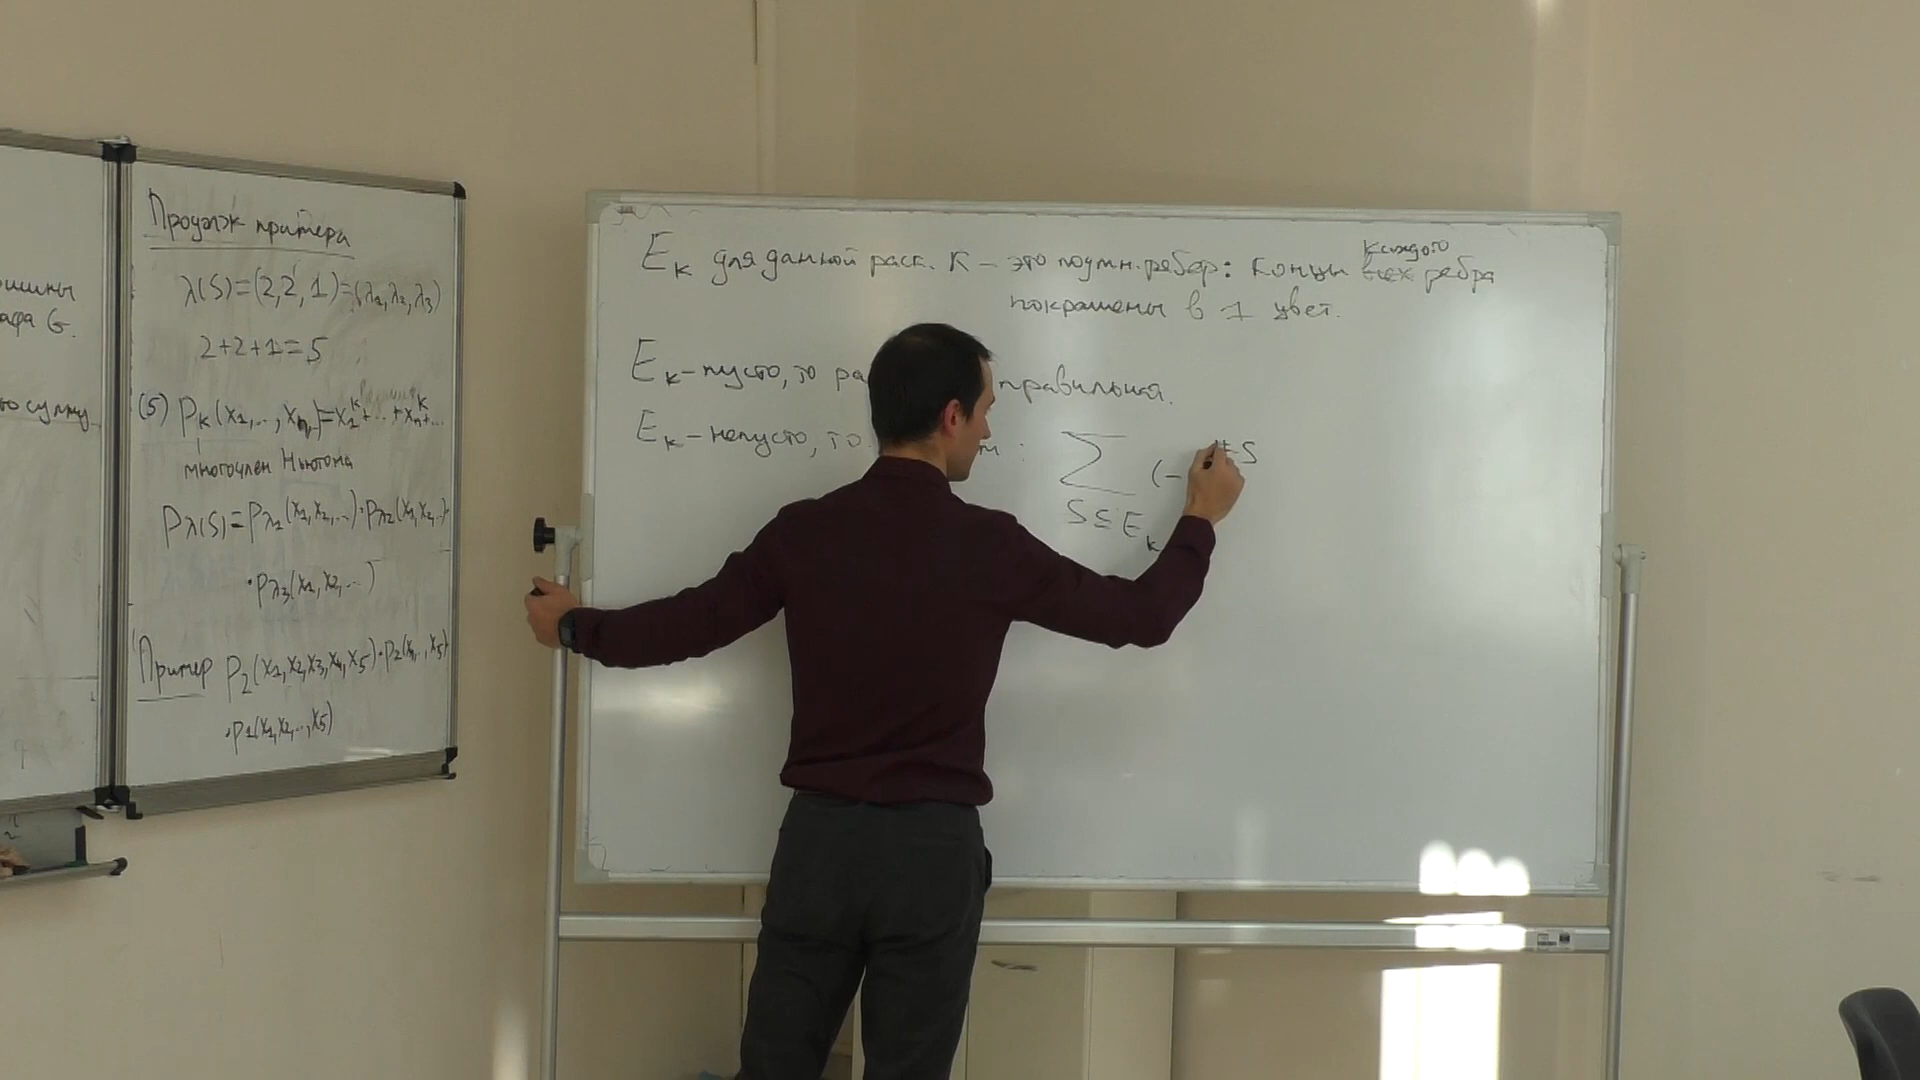 Продолж примера
λ(S)=(2,2,1)=(λ₁,λ₂,λ₃)
2+2+1=5
(5) Pₖ(x₁,..,xₙ..)=x₁ᵏ+..+xₙᵏ+...
многочлен Ньютона
Pλ(S)=Pλ₁(x₁,x₂,...)·Pλ₂(x₁,x₂...)·
·Pλ₃(x₁,x₂,...)
Пример P₂(x₁,x₂,x₃,x₄,x₅)·P₂(x₁,..,x₅)
·P₁(x₁,x₂,..,x₅)
графа G.
сумму
каждого
Eₖ для данной раск. K – это подмн. ребер: концы ребра
покрашены в 1 цвет.
Eₖ – пусто, то правильная.
Eₖ – непусто, то :
Σ (- #S
S⊆Eₖ